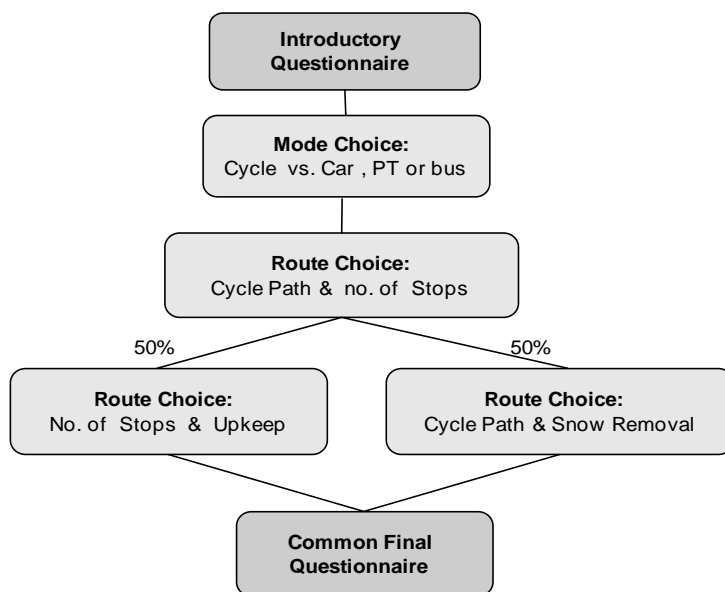 Introductory
Questionnaire
Mode Choice:
Cycle vs. Car , PT or bus
Route Choice:
Cycle Path & no. of Stops
50%
50%
Route Choice:
No. of Stops & Upkeep
Route Choice:
Cycle Path & Snow Removal
Common Final
Questionnaire